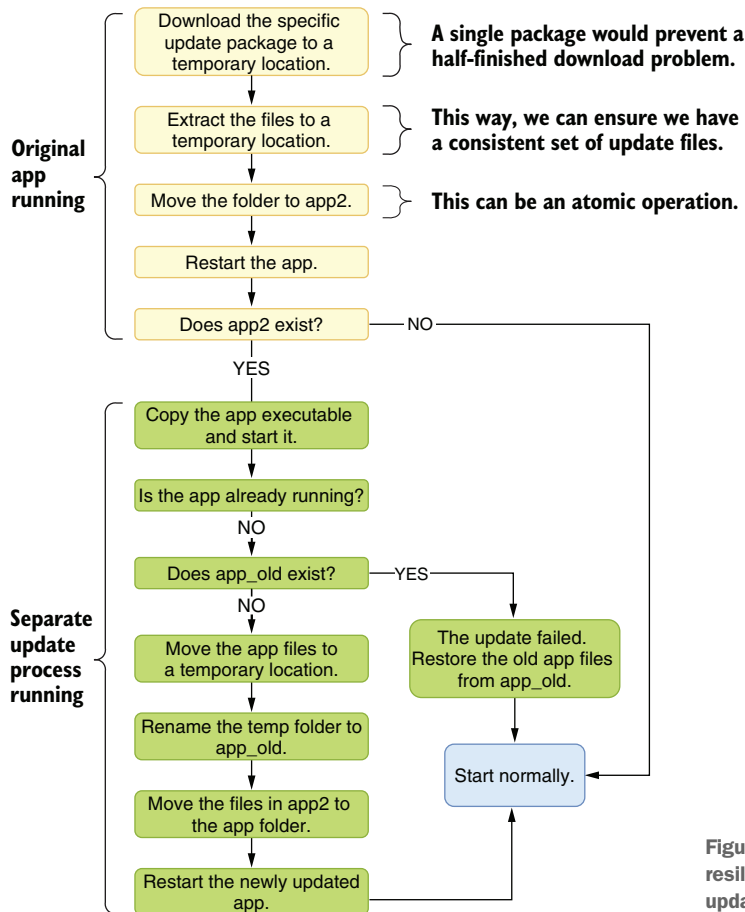 Download the specific
update package to a
temporary location.
A single package would prevent a
half-finished download problem.
Extract the files to a
temporary location.
This way, we can ensure we have
a consistent set of update files.
Original
app
running
Move the folder to app2.
This can be an atomic operation.
Restart the app.
Does app2 exist?
NO
YES
Copy the app executable
and start it.
Is the app already running?
NO
Does app_old exist?
YES
NO
Separate
update
process
running
Move the app files to
a temporary location.
The update failed.
Restore the old app files
from app_old.
Rename the temp folder to
app_old.
Start normally.
Move the files in app2 to
the app folder.
Restart the newly updated
app.
Figu
resil
upda